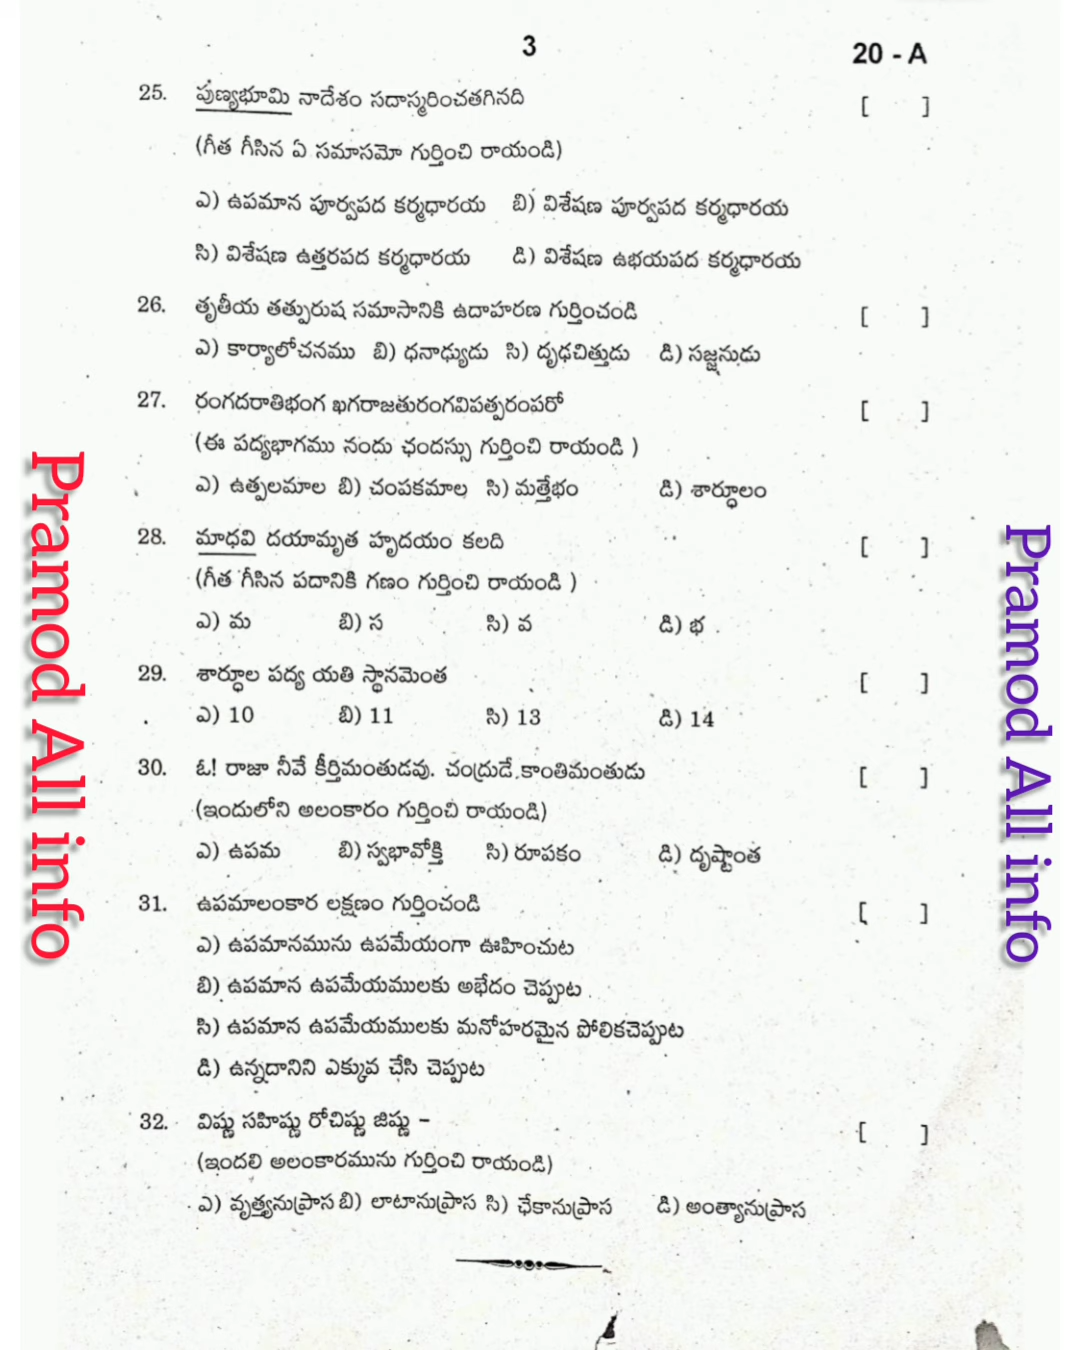 3
20 - A
25. పుణ్యభూమి నాదేశం సదాస్మరించతగినది [ ]
(గీత గీసిన ఏ సమాసమో గుర్తించి రాయండి)
ఎ) ఉపమాన పూర్వపద కర్మధారయ బి) విశేషణ పూర్వపద కర్మధారయ
సి) విశేషణ ఉత్తరపద కర్మధారయ డి) విశేషణ ఉభయపద కర్మధారయ
26. తృతీయ తత్పురుష సమాసానికి ఉదాహరణ గుర్తించండి [ ]
ఎ) కార్యాలోచనము బి) ధనాఢ్యుడు సి) దృఢచిత్తుడు డి) సజ్జనుడు
27. రంగదరాతిభంగ ఖగరాజతురంగవిపత్పరంపరో [ ]
(ఈ పద్యభాగము నందు ఛందస్సు గుర్తించి రాయండి )
ఎ) ఉత్పలమాల బి) చంపకమాల సి) మత్తేభం డి) శార్ధూలం
28. మాధవి దయామృత హృదయం కలది [ ]
(గీత గీసిన పదానికి గణం గుర్తించి రాయండి )
ఎ) మ బి) స సి) వ డి) భ
29. శార్ధూల పద్య యతి స్థానమెంత [ ]
ఎ) 10 బి) 11 సి) 13 డి) 14
30. ఓ! రాజా నీవే కీర్తిమంతుడవు. చంద్రుడే కాంతిమంతుడు [ ]
(ఇందులోని అలంకారం గుర్తించి రాయండి)
ఎ) ఉపమ బి) స్వభావోక్తి సి) రూపకం డి) దృష్టాంత
31. ఉపమాలంకార లక్షణం గుర్తించండి [ ]
ఎ) ఉపమానమును ఉపమేయంగా ఊహించుట
బి) ఉపమాన ఉపమేయములకు అభేదం చెప్పుట
సి) ఉపమాన ఉపమేయములకు మనోహరమైన పోలికచెప్పుట
డి) ఉన్నదానిని ఎక్కువ చేసి చెప్పుట
32. విష్ణు సహిష్ణు రోచిష్ణు జిష్ణు – [ ]
(ఇందలి అలంకారమును గుర్తించి రాయండి)
ఎ) వృత్త్యనుప్రాస బి) లాటానుప్రాస సి) ఛేకానుప్రాస డి) అంత్యానుప్రాస
Pramod All info
Pramod All info